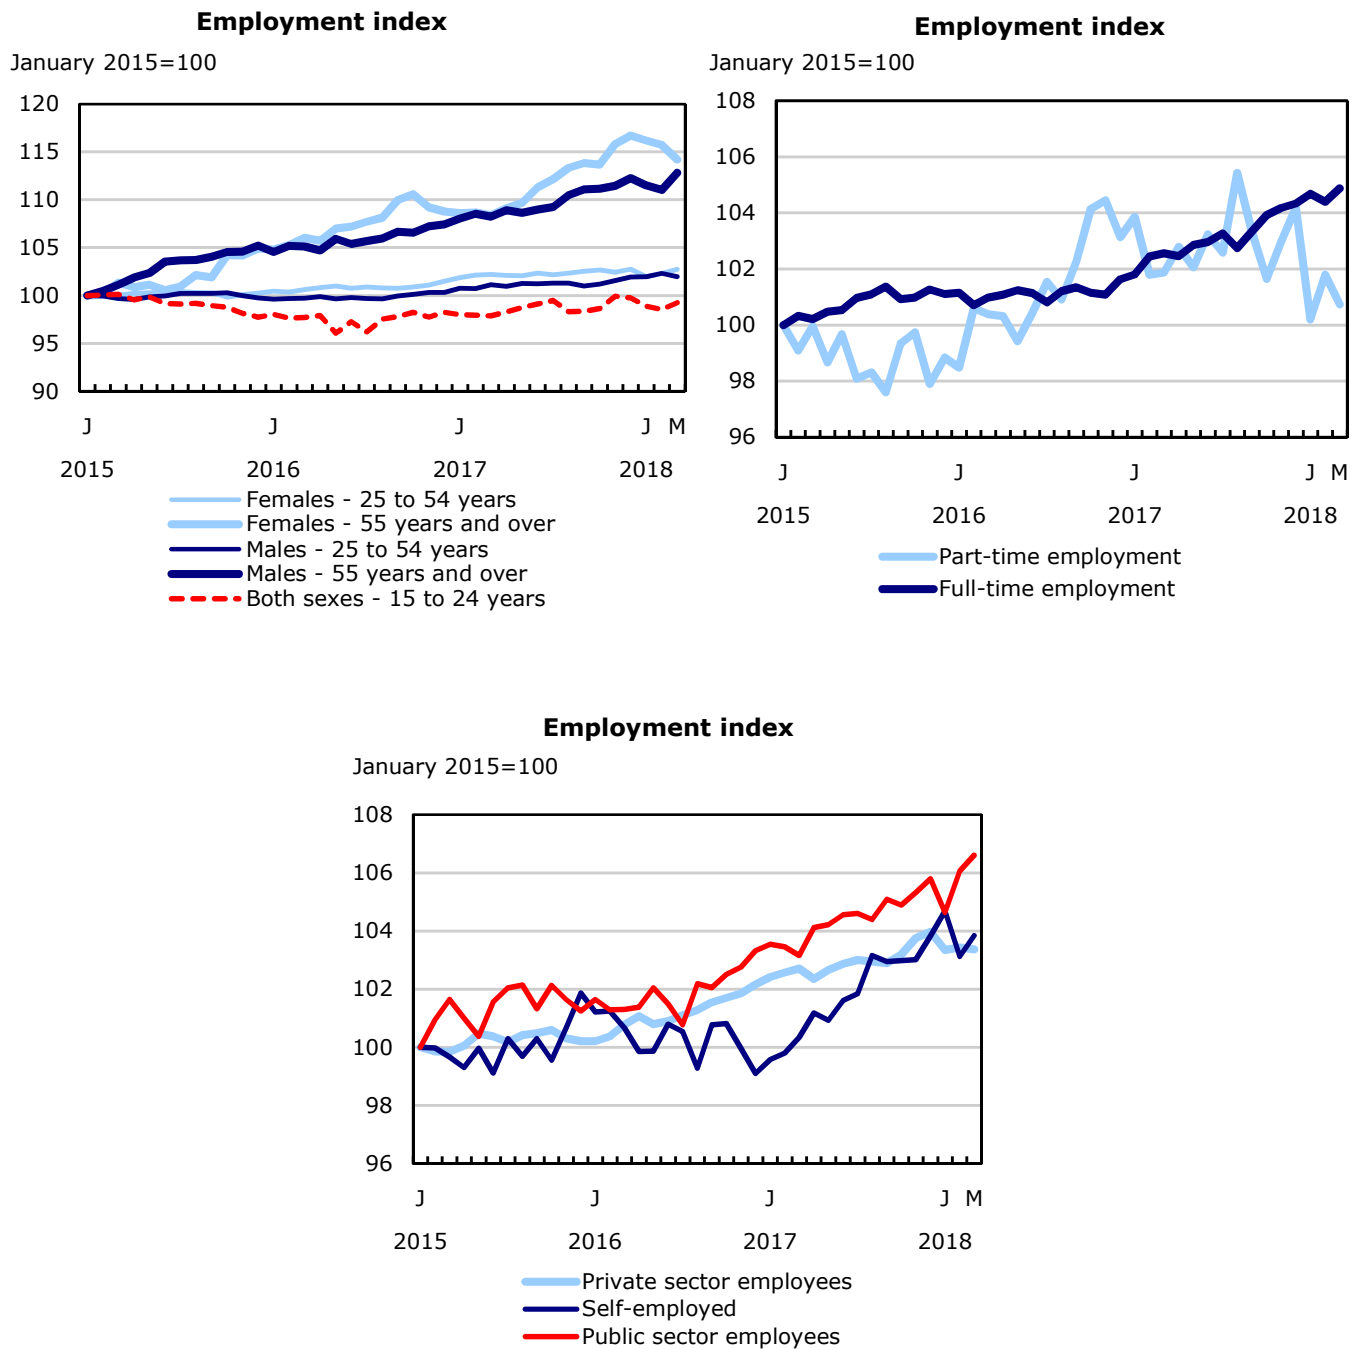 Employment index
January 2015=100
120
115
110
105
100
95
90
J J J J M
2015 2016 2017 2018
Females - 25 to 54 years
Females - 55 years and over
Males - 25 to 54 years
Males - 55 years and over
Both sexes - 15 to 24 years
Employment index
January 2015=100
108
106
104
102
100
98
96
J J J J M
2015 2016 2017 2018
Part-time employment
Full-time employment
Employment index
January 2015=100
108
106
104
102
100
98
96
J J J J M
2015 2016 2017 2018
Private sector employees
Self-employed
Public sector employees